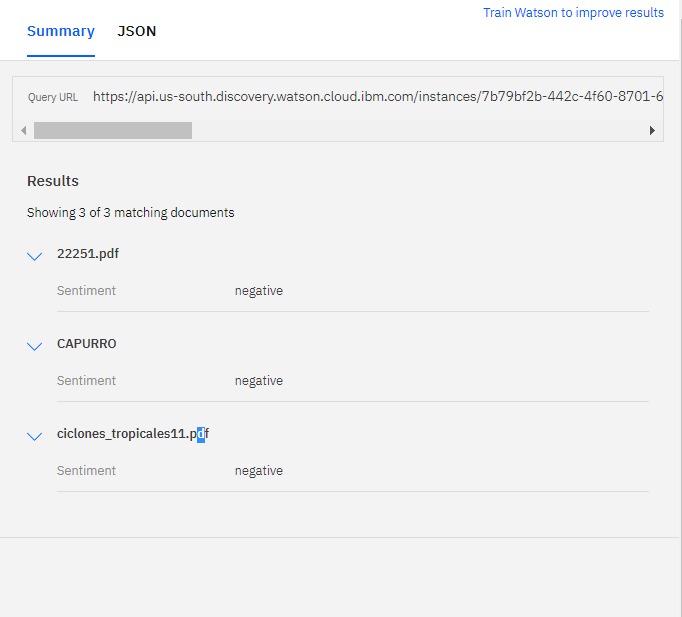 Train Watson to improve results
Summary JSON
Query URL https://api.us-south.discovery.watson.cloud.ibm.com/instances/7b79bf2b-442c-4f60-8701-6
Results
Showing 3 of 3 matching documents
22251.pdf
Sentiment negative
CAPURRO
Sentiment negative
ciclones_tropicales11.pdf
Sentiment negative